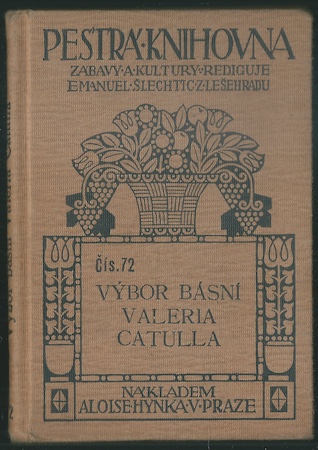 PESTRÁ·KNIHOVNA
ZÁBAVY·A·KULTURY·REDIGUJE
EMANUEL·ŠLECHTIC·Z·LEŠEHRADU
Čís.72
VÝBOR BÁSNÍ
VALERIA
CATULLA
NÁKLADEM
ALOISE·HYNKA·V·PRAZE